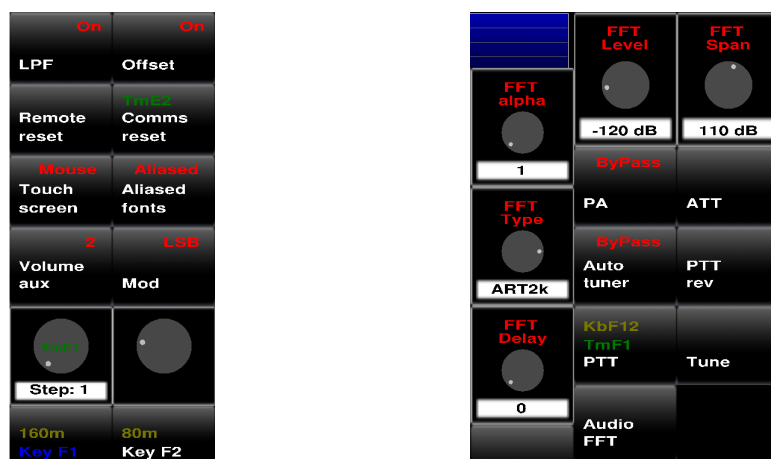 On
LPF
On
Offset
Remote
reset
TmE2
Comms
reset
Mouse
Touch
screen
Aliased
Aliased
fonts
2
Volume
aux
LSB
Mod
Step: 1
160m
Key F1
80m
Key F2
FFT
alpha
1
FFT
Type
ART2k
FFT
Delay
0
FFT
Level
-120 dB
FFT
Span
110 dB
ByPass
PA
ATT
ByPass
Auto
tuner
PTT
rev
KbF12
TmF1
PTT
Tune
Audio
FFT